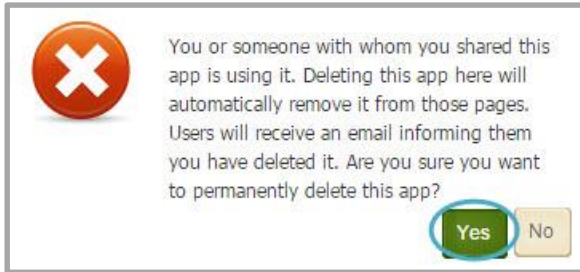 You or someone with whom you shared this
app is using it. Deleting this app here will
automatically remove it from those pages.
Users will receive an email informing them
you have deleted it. Are you sure you want
to permanently delete this app?
Yes No